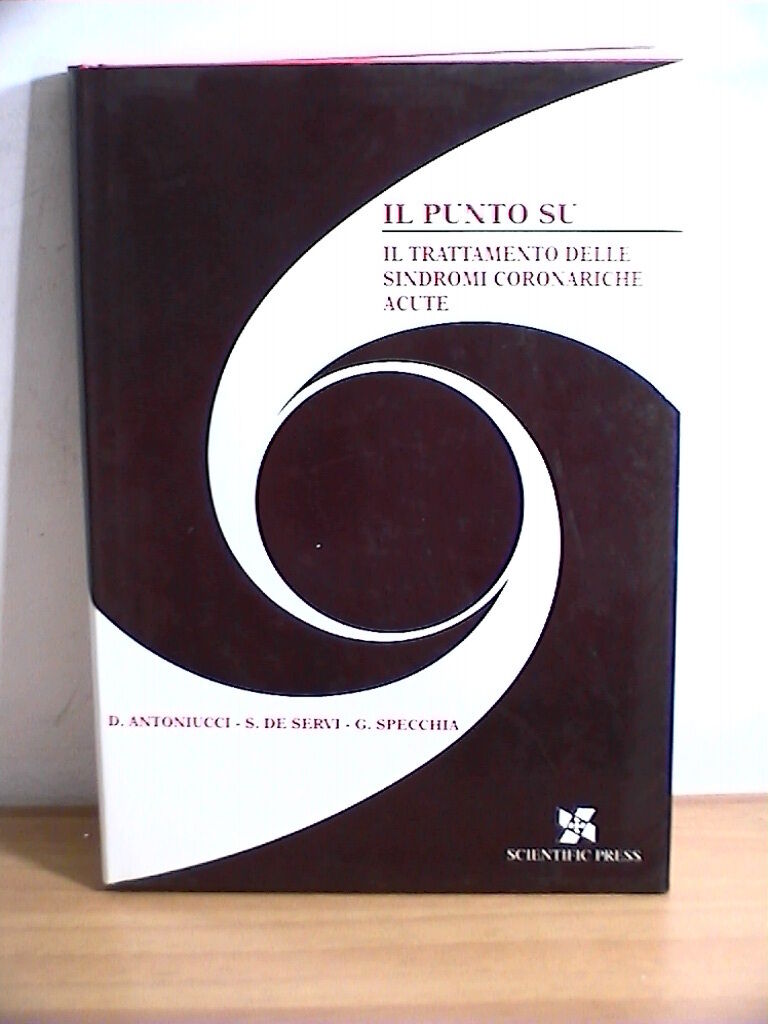 IL PUNTO SU
IL TRATTAMENTO DELLE
SINDROMI CORONARICHE
ACUTE
D. ANTONIUCCI - S. DE SERVI - G. SPECCHIA
SCIENTIFIC PRESS